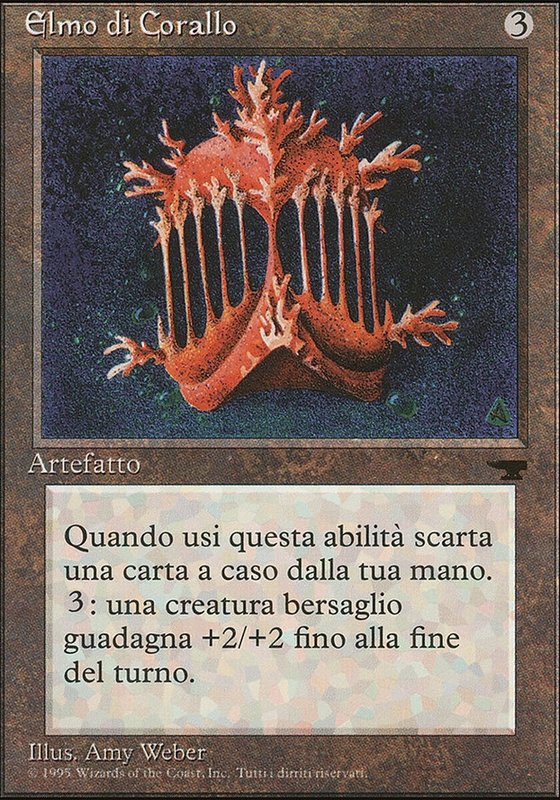 Elmo di Corallo 3
Artefatto
Quando usi questa abilità scarta
una carta a caso dalla tua mano.
3: una creatura bersaglio
guadagna +2/+2 fino alla fine
del turno.
Illus. Amy Weber
© 1995 Wizards of the Coast, Inc. Tutti i diritti riservati.